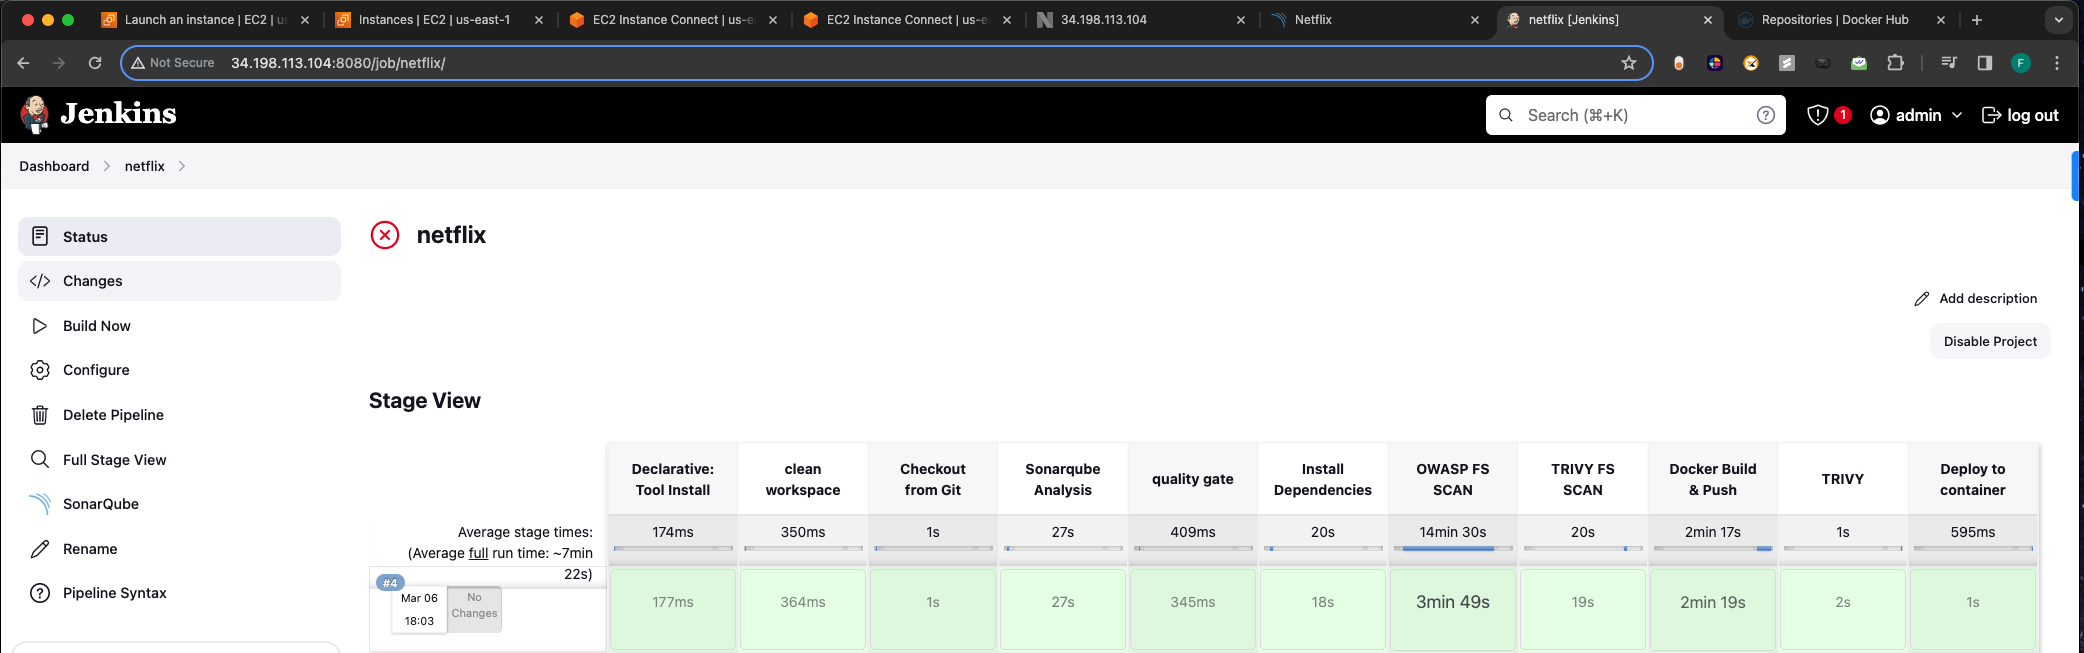 Launch an instance | EC2 | us
Instances | EC2 | us-east-1
EC2 Instance Connect | us-e
EC2 Instance Connect | us-e
N 34.198.113.104
Netflix
netflix [Jenkins]
Repositories | Docker Hub
Not Secure 34.198.113.104:8080/job/netflix/
F
Jenkins
Search (⌘+K)
?
1
admin
log out
Dashboard
netflix
Status
Changes
Build Now
Configure
Delete Pipeline
Full Stage View
SonarQube
Rename
Pipeline Syntax
netflix
Add description
Disable Project
Stage View
Declarative:
Tool Install
clean
workspace
Checkout
from Git
Sonarqube
Analysis
quality gate
Install
Dependencies
OWASP FS
SCAN
TRIVY FS
SCAN
Docker Build
& Push
TRIVY
Deploy to
container
Average stage times:
(Average full run time: ~7min
22s)
174ms
350ms
1s
27s
409ms
20s
14min 30s
20s
2min 17s
1s
595ms
#4
Mar 06
18:03
No
Changes
177ms
364ms
1s
27s
345ms
18s
3min 49s
19s
2min 19s
2s
1s